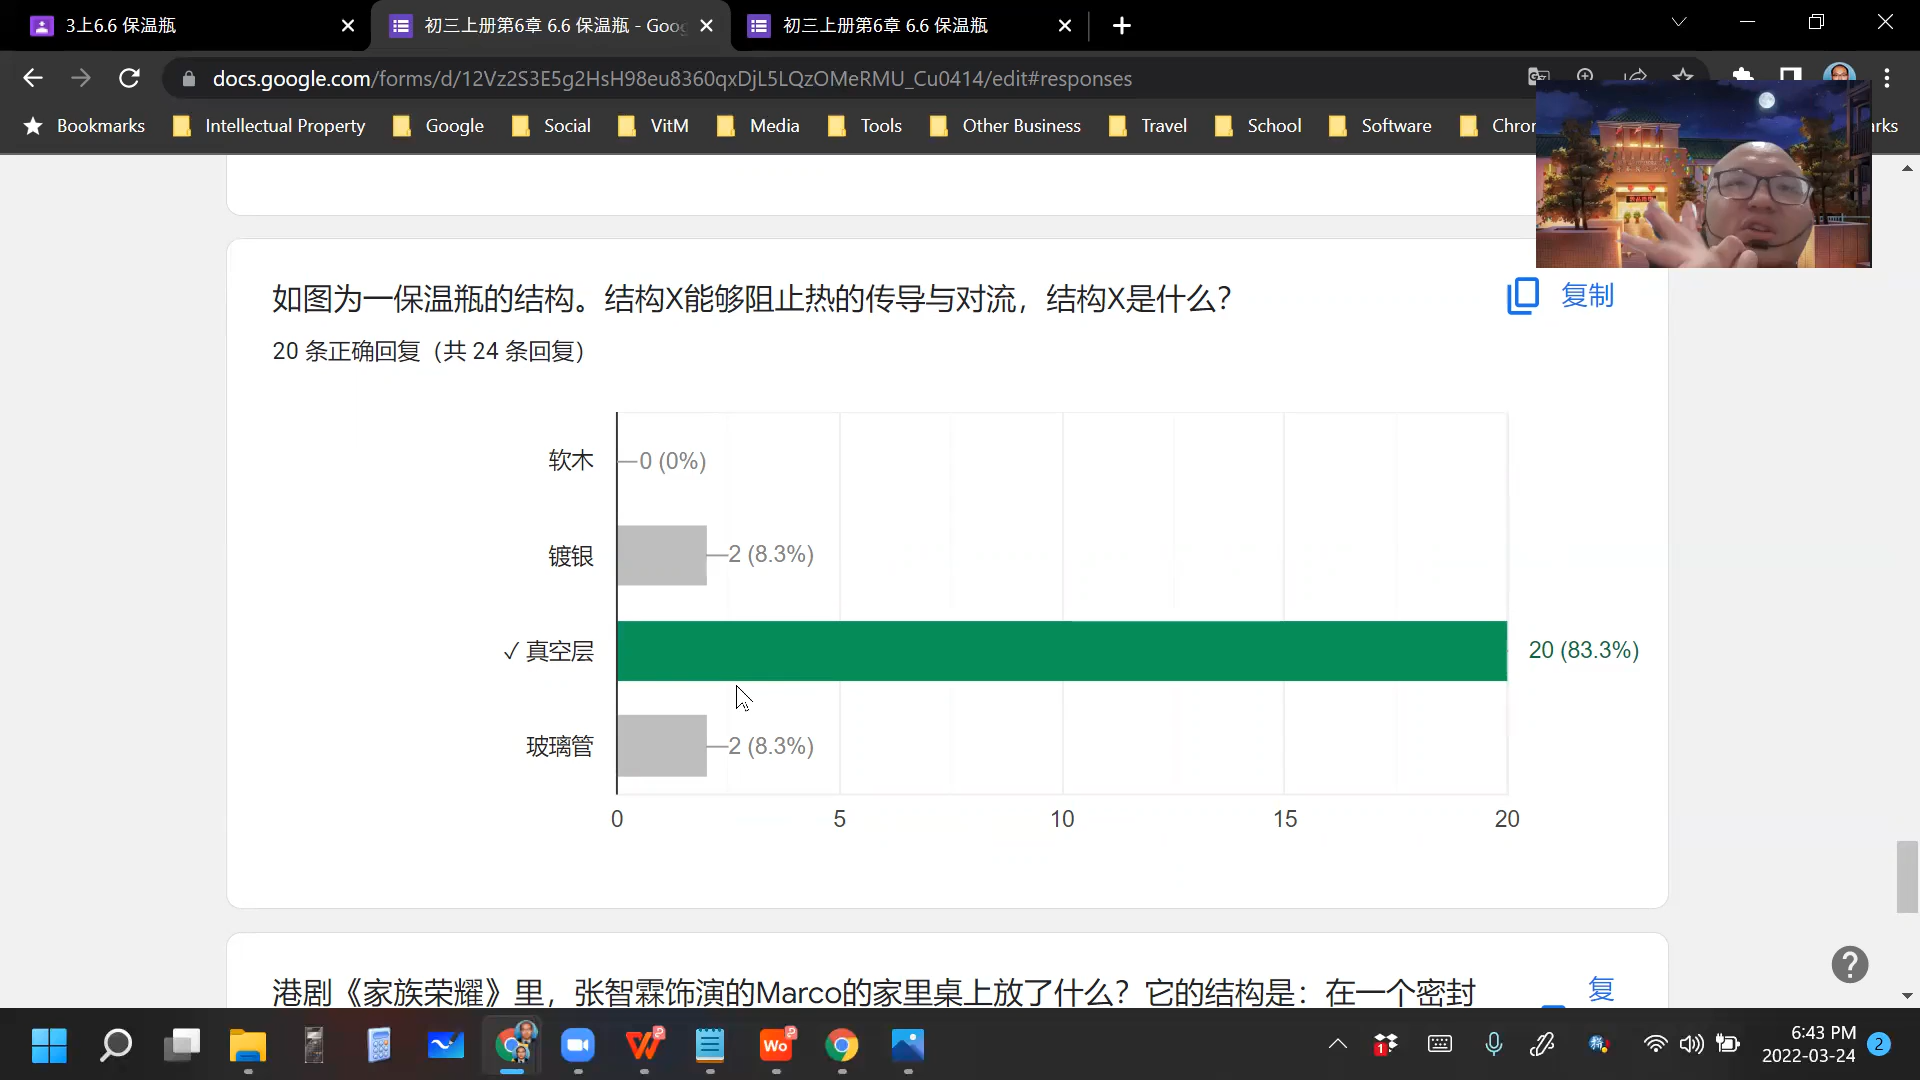 3上6.6 保温瓶
初三上册第6章 6.6 保温瓶 - Goo
初三上册第6章 6.6 保温瓶
docs.google.com/forms/d/12Vz2S3E5g2HsH98eu8360qxDjL5LQzOMeRMU_Cu0414/edit#responses
Bookmarks Intellectual Property Google Social VitM Media Tools Other Business Travel School Software Chro rks
如图为一保温瓶的结构。结构X能够阻止热的传导与对流，结构X是什么？
复制
20 条正确回复（共 24 条回复）
软木 0 (0%)
镀银 2 (8.3%)
✓ 真空层 20 (83.3%)
玻璃管 2 (8.3%)
0 5 10 15 20
港剧《家族荣耀》里，张智霖饰演的Marco的家里桌上放了什么？它的结构是：在一个密封
复
W Wo 1
6:43 PM
2022-03-24
2